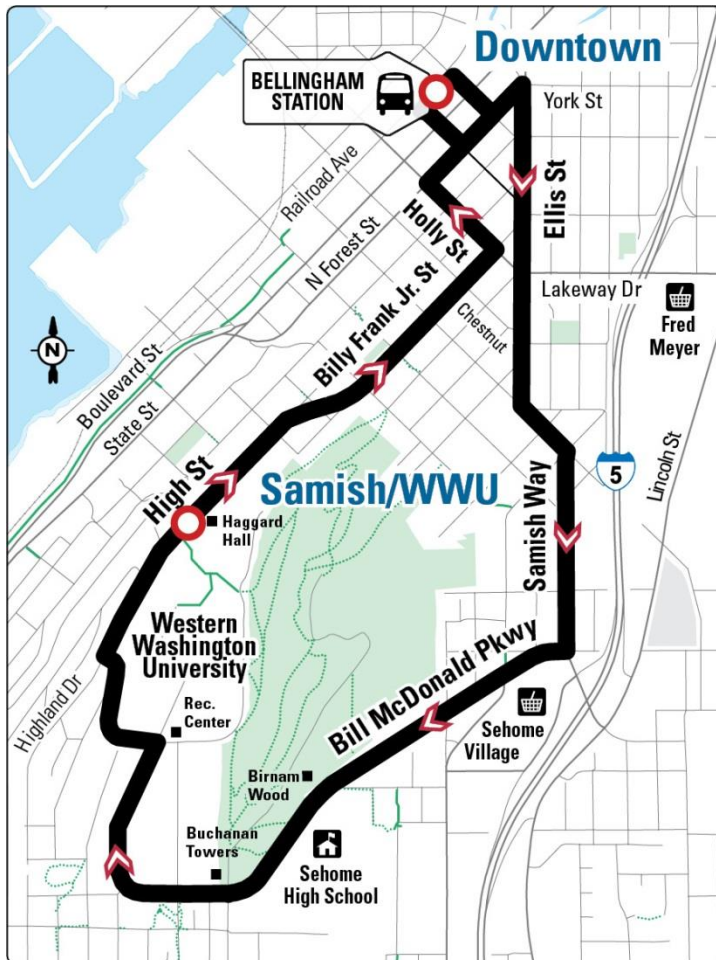 Downtown
BELLINGHAM
STATION
York St
Railroad Ave
Ellis St
Holly St
N Forest St
Lakeway Dr
Fred
Meyer
Chestnut
Billy Frank Jr. St
N
Boulevard St
State St
5
Lincoln St
High St
Samish/WWU
Haggard
Hall
Samish Way
Western
Washington
University
Bill McDonald Pkwy
Highland Dr
Rec.
Center
Sehome
Village
Birnam
Wood
Buchanan
Towers
Sehome
High School